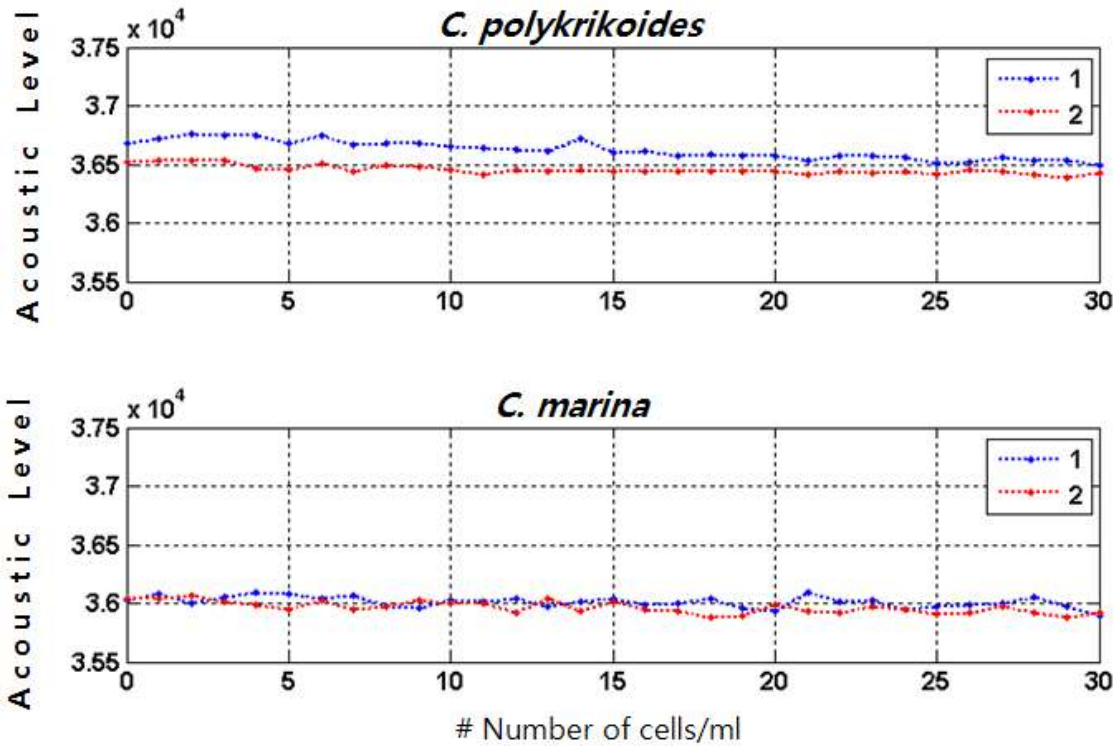 x 10^4
C. polykrikoides
Acoustic Level
3.75
3.7
3.65
3.6
3.55
0 5 10 15 20 25 30
1
2
x 10^4
C. marina
Acoustic Level
3.75
3.7
3.65
3.6
3.55
0 5 10 15 20 25 30
1
2
# Number of cells/ml